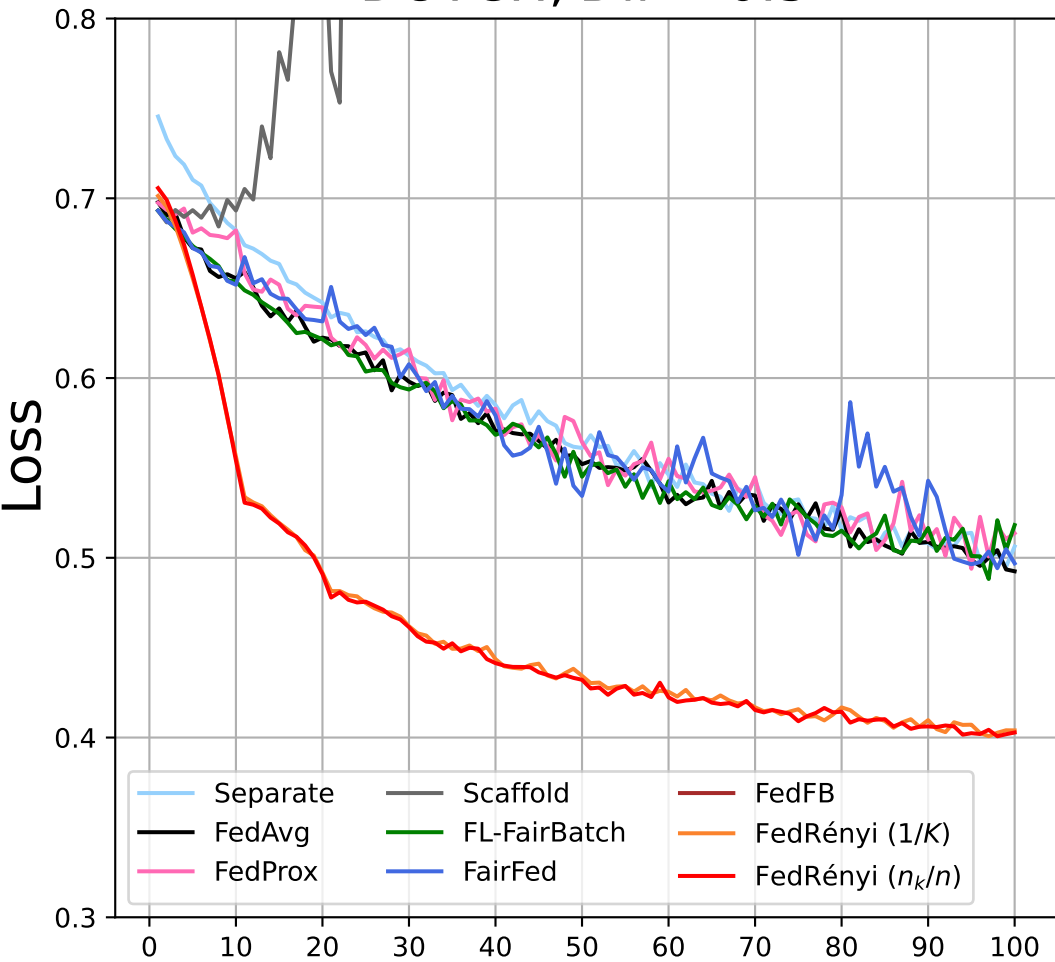 0.8
0.7
0.6
0.5
0.4
0.3
Loss
Separate
FedAvg
FedProx
Scaffold
FL-FairBatch
FairFed
FedFB
FedRényi (1/K)
FedRényi (nₖ/n)
0 10 20 30 40 50 60 70 80 90 100